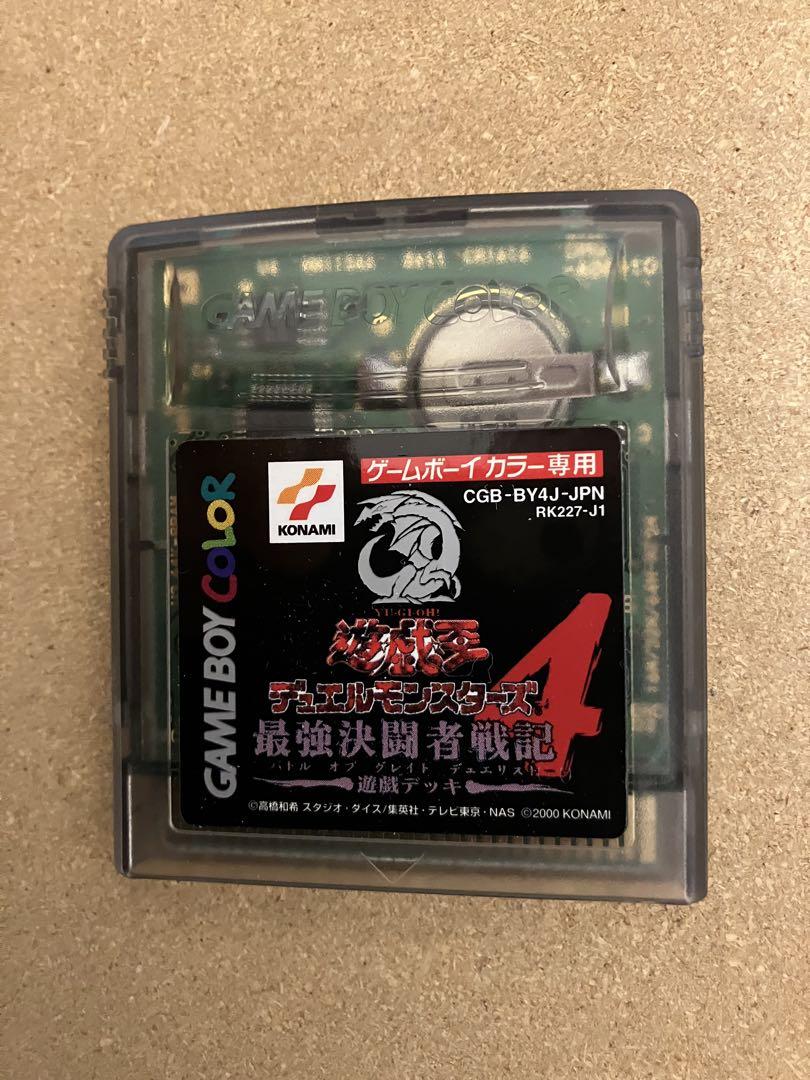 GAME BOY COLOR
GAME BOY COLOR
KONAMI
ゲームボーイカラー専用
CGB-BY4J-JPN
RK227-J1
YU-GI-OH!
遊戯王
デュエルモンスターズ
4
最強決闘者戦記
バトル オブ グレイト デュエリスト
遊戯デッキ
©高橋和希 スタジオ・ダイス/集英社・テレビ東京・NAS ©2000 KONAMI